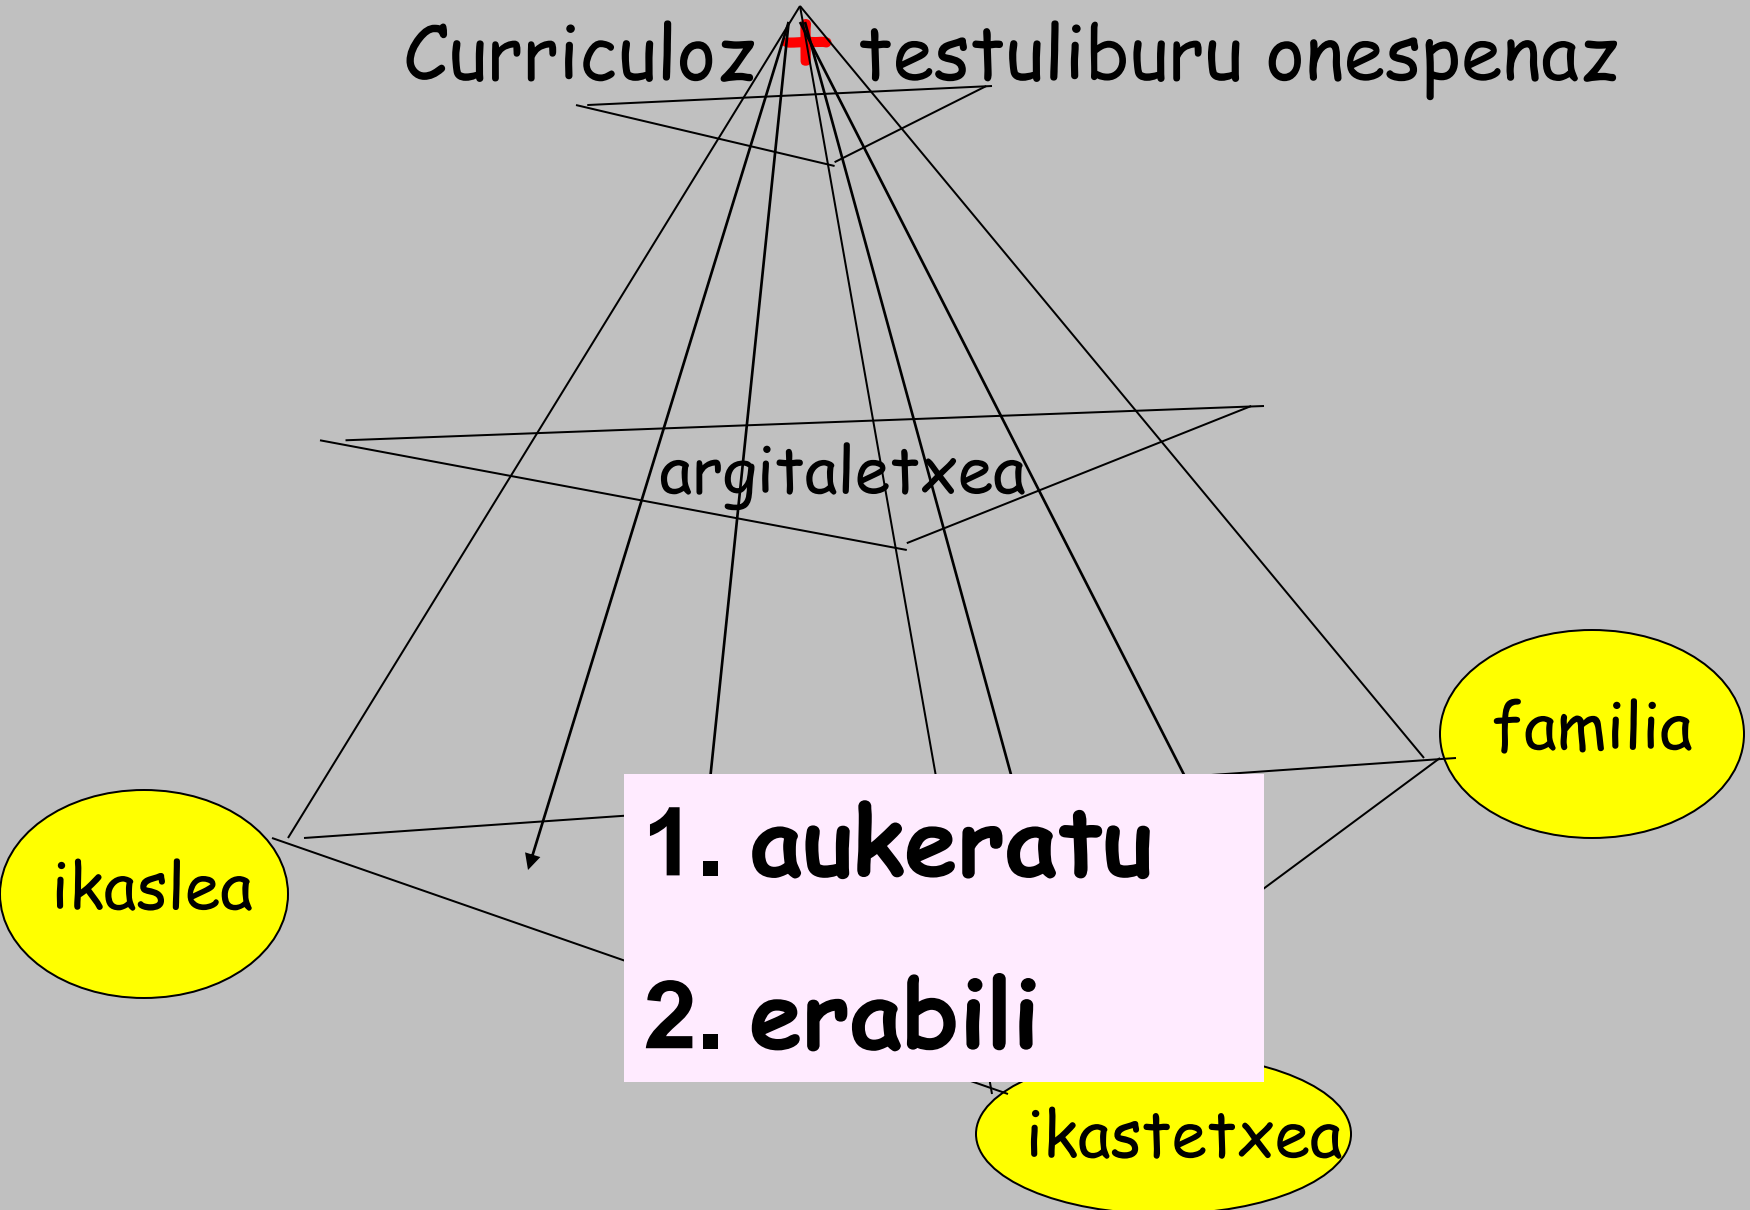 Curriculoz + testuliburu onespenaz
argitaletxea
familia
ikaslea
1. aukeratu
2. erabili
ikastetxea